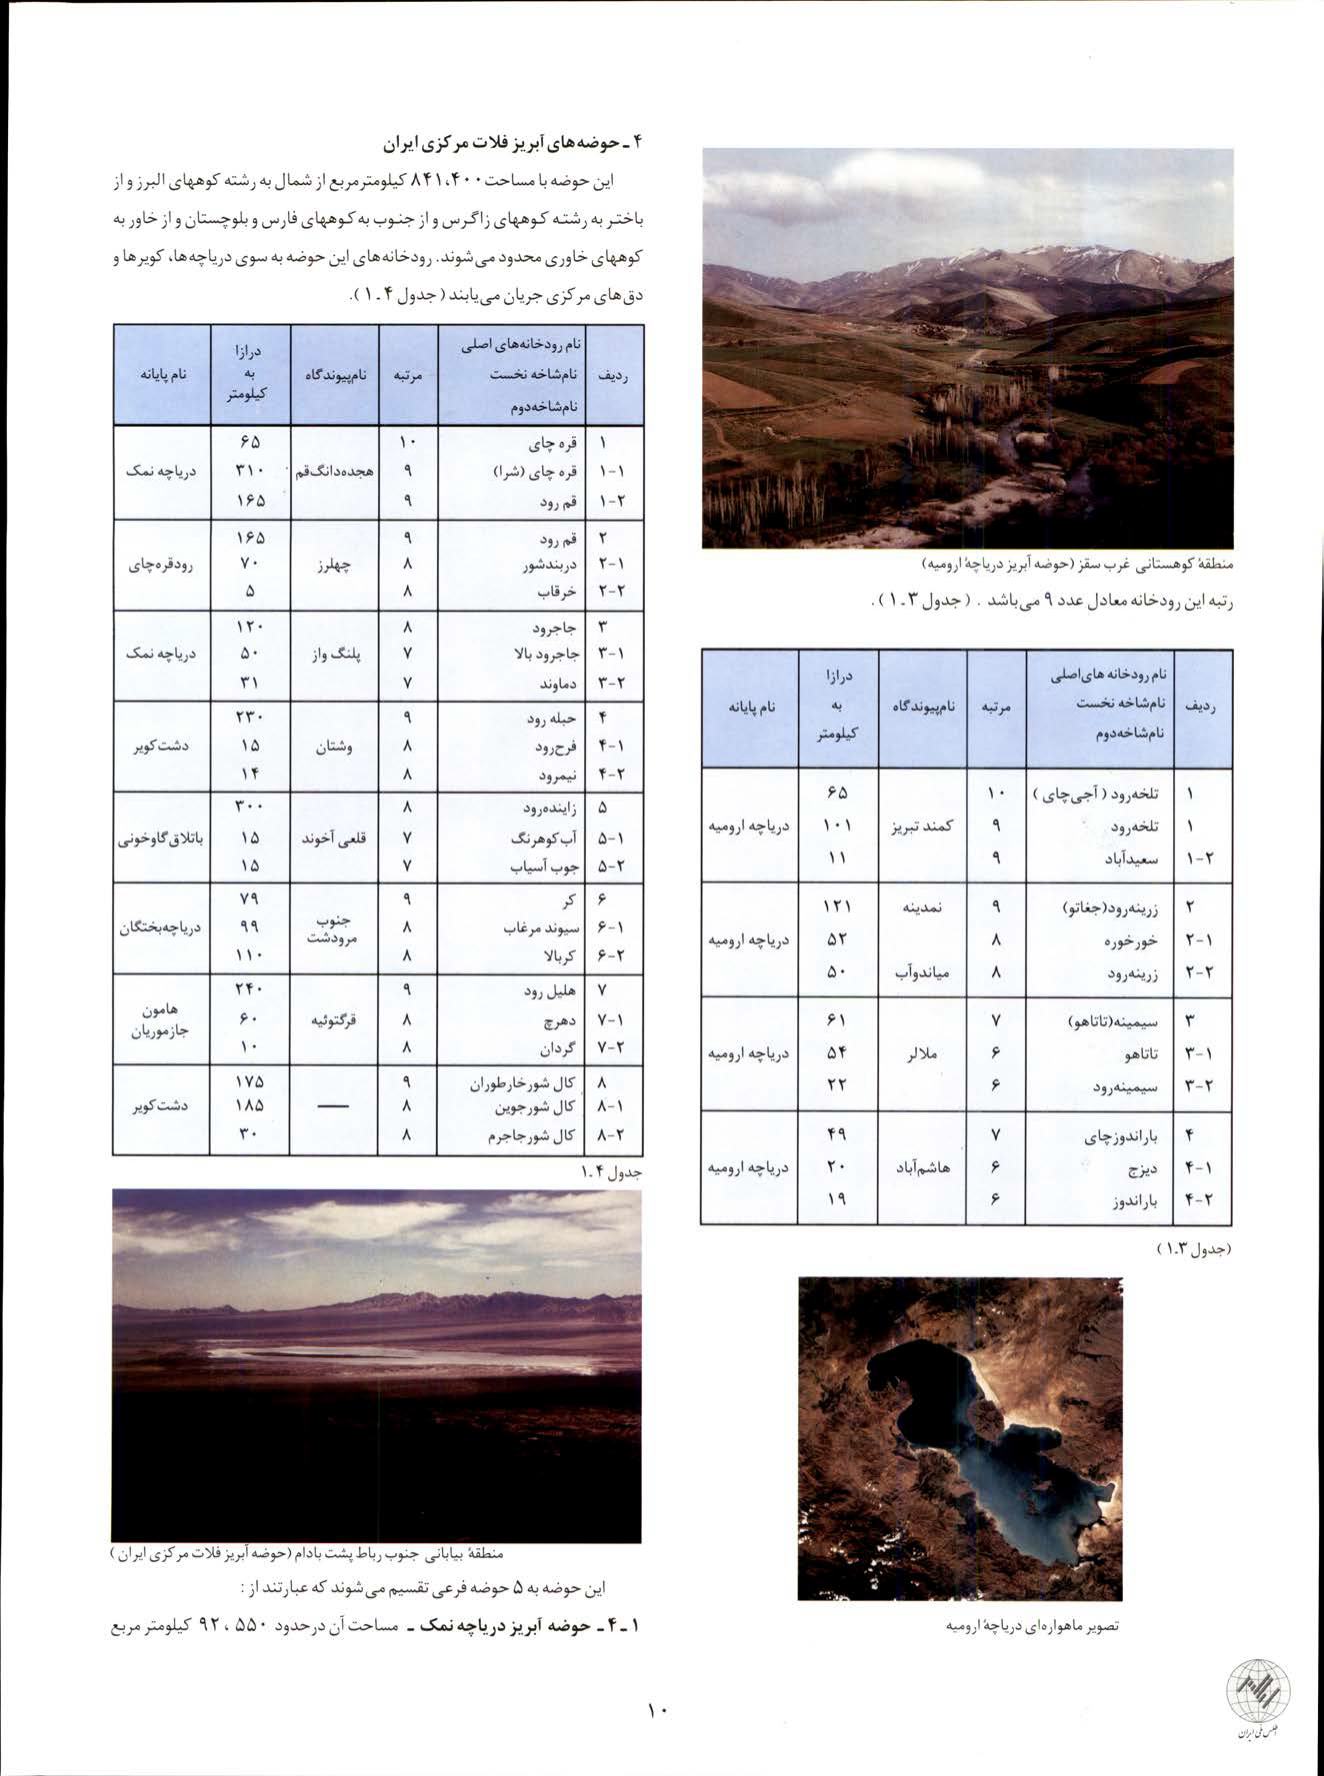 منطقهٔ کوهستانی غرب سقز (حوضه آبریز دریاچهٔ ارومیه)
رتبه این رودخانه معادل عدد ۹ می‌باشد . (جدول ۳ـ۱).
ردیف | نام رودخانه های‌اصلی نام‌شاخه نخست نام‌شاخه‌دوم | مرتبه | نام‌پیوندگاه | درازا به کیلومتر | نام پایانه
۱ | تلخه‌رود (آجی‌چای) | ۱۰ | | ۶۵ |
۱ | تلخه‌رود | ۹ | کمند تبریز | ۱۰۱ | دریاچه ارومیه
۱-۲ | سعیدآباد | ۹ | | ۱۱ |
۲ | زرینه‌رود(جغاتو) | ۹ | نمدینه | ۱۲۱ |
۲-۱ | خورخوره | ۸ | | ۵۲ | دریاچه ارومیه
۲-۲ | زرینه‌رود | ۸ | میاندوآب | ۵۰ |
۳ | سیمینه(تاتاهو) | ۷ | | ۶۱ |
۳-۱ | تاتاهو | ۶ | ملالر | ۵۴ | دریاچه ارومیه
۳-۲ | سیمینه‌رود | ۶ | | ۲۲ |
۴ | باراندوزچای | ۷ | | ۴۹ |
۴-۱ | دیزج | ۶ | هاشم‌آباد | ۲۰ | دریاچه ارومیه
۴-۲ | باراندوز | ۶ | | ۱۹ |
(جدول ۱ـ۳)
تصویر ماهواره‌ای دریاچهٔ ارومیه
۴ ـ حوضه‌های آبریز فلات مرکزی ایران
این حوضه با مساحت ۸۴۱،۴۰۰ کیلومترمربع از شمال به رشته کوههای البرز و از
باختر به رشته کوههای زاگرس و از جنوب به کوههای فارس و بلوچستان و از خاور به
کوههای خاوری محدود می‌شوند. رودخانه‌های این حوضه به سوی دریاچه‌ها، کویرها و
دق‌های مرکزی جریان می‌یابند (جدول ۴ ـ۱).
ردیف | نام رودخانه‌های اصلی نام‌شاخه نخست نام‌شاخه‌دوم | مرتبه | نام‌پیوندگاه | درازا به کیلومتر | نام پایانه
۱ | قره چای | ۱۰ | | ۶۵ |
۱-۱ | قره چای (شرا) | ۹ | هجده‌دانگ‌قم | ۳۱۰ | دریاچه نمک
۱-۲ | قم رود | ۹ | | ۱۶۵ |
۲ | قم رود | ۹ | | ۱۶۵ |
۲-۱ | دربندشور | ۸ | چهلرز | ۷۰ | رودقره‌چای
۲-۲ | خرقاب | ۸ | | ۵ |
۳ | جاجرود | ۸ | | ۱۲۰ |
۳-۱ | جاجرود بالا | ۷ | پلنگ واز | ۵۰ | دریاچه نمک
۳-۲ | دماوند | ۷ | | ۳۱ |
۴ | حبله رود | ۹ | | ۲۳۰ |
۴-۱ | فرح‌رود | ۸ | وشتان | ۱۵ | دشت‌کویر
۴-۲ | نیمرود | ۸ | | ۱۴ |
۵ | زاینده‌رود | ۸ | | ۳۰۰ |
۵-۱ | آب‌کوهرنگ | ۷ | قلعی آخوند | ۱۵ | باتلاق‌گاوخونی
۵-۲ | جوب آسیاب | ۷ | | ۱۵ |
۶ | کر | ۹ | | ۷۹ |
۶-۱ | سیوند مرغاب | ۸ | جنوب مرودشت | ۹۹ | دریاچه‌بختگان
۶-۲ | کربالا | ۸ | | ۱۱۰ |
۷ | هلیل رود | ۹ | | ۲۴۰ |
۷-۱ | دهرچ | ۸ | قرگتوئیه | ۶۰ | هامون جازموریان
۷-۲ | گردان | ۸ | | ۱۰ |
۸ | کال شورخارطوران | ۹ | | ۱۷۵ |
۸-۱ | کال شورجوین | ۸ | — | ۱۸۵ | دشت‌کویر
۸-۲ | کال شورجاجرم | ۸ | | ۳۰ |
جدول ۱ـ۴
منطقهٔ بیابانی جنوب رباط پشت بادام (حوضه آبریز فلات مرکزی ایران)
این حوضه به ۵ حوضه فرعی تقسیم می‌شوند که عبارتند از :
۱ـ۴ـ حوضه آبریز دریاچه نمک ـ مساحت آن درحدود ۹۲،۵۵۰ کیلومتر مربع
۱۰
اطلس ملی ایران